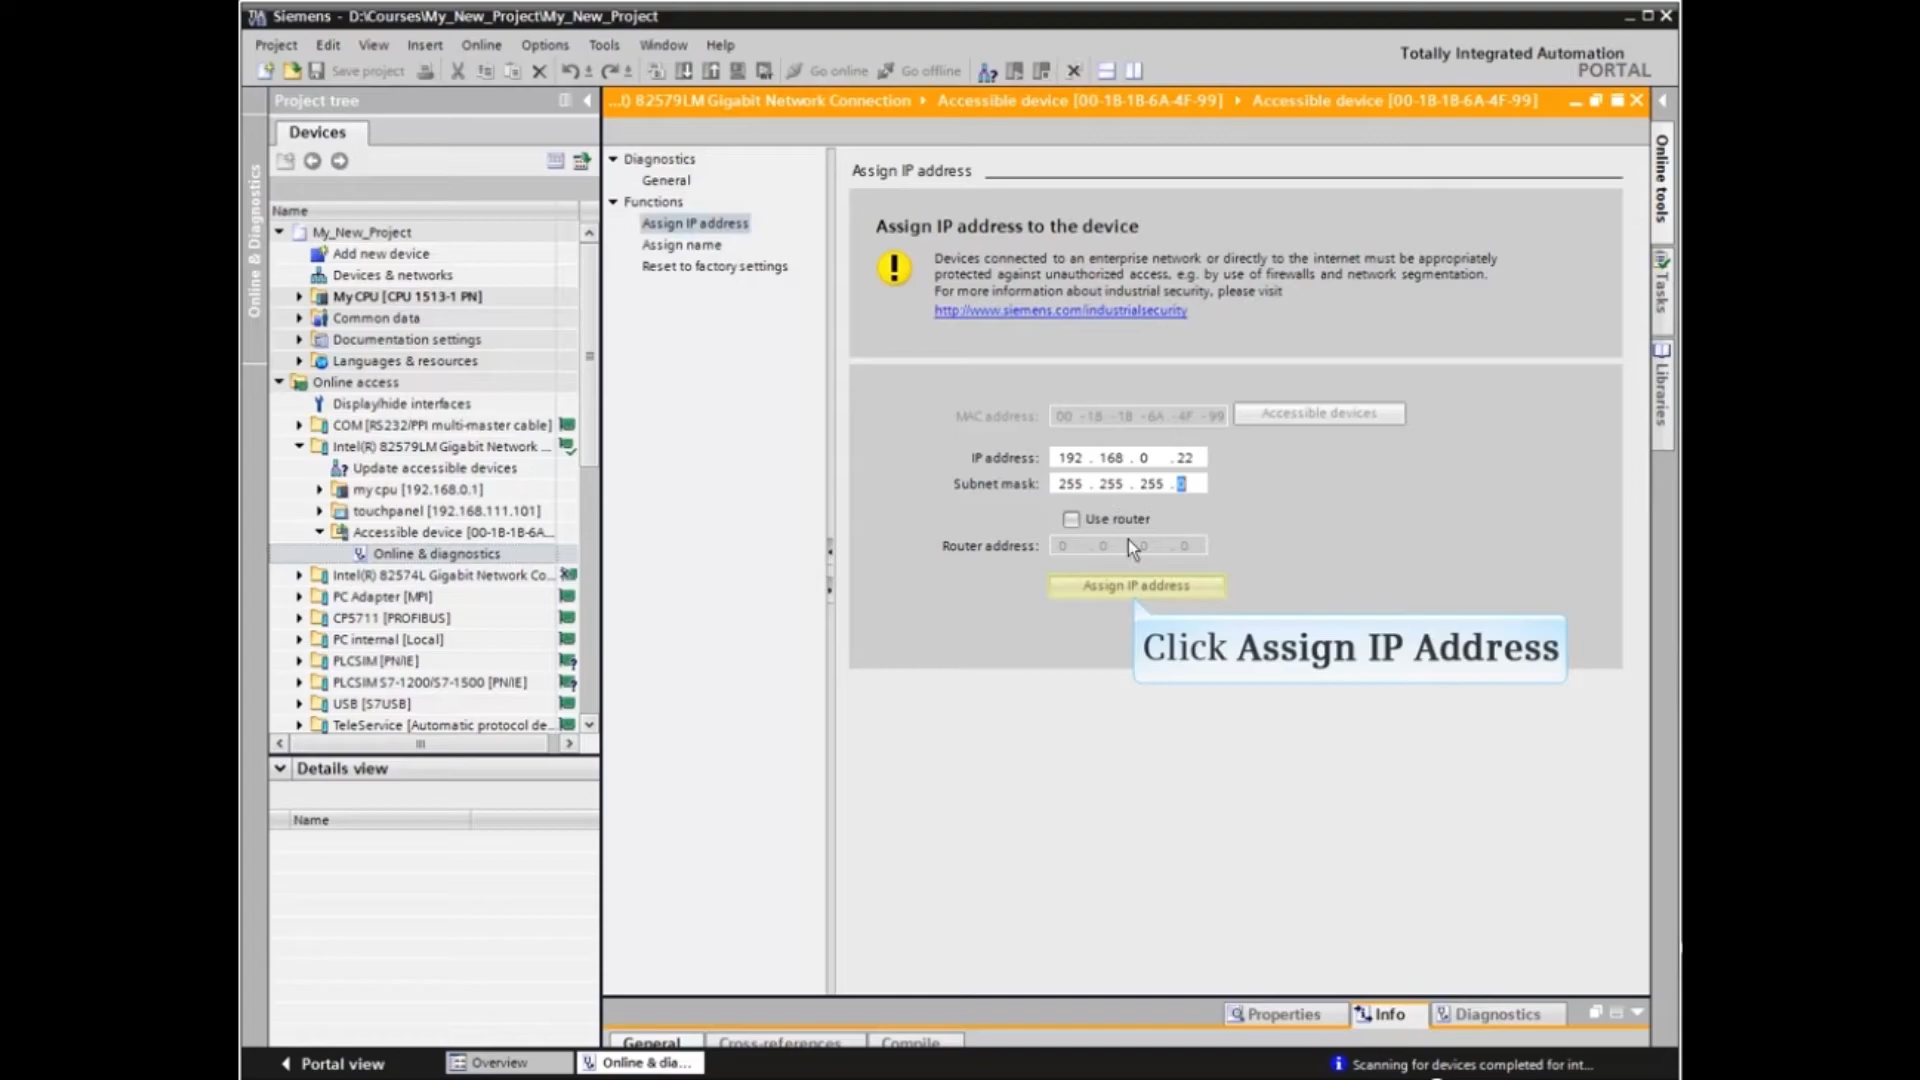 Siemens - D:\Courses\My_New_Project\My_New_Project
Project Edit View Insert Online Options Tools Window Help
Totally Integrated Automation
PORTAL
Save project
Go online
Go offline
Project tree
...) 82579LM Gigabit Network Connection ▸ Accessible device [00-1B-1B-6A-4F-99] ▸ Accessible device [00-1B-1B-6A-4F-99]
Devices
Online & Diagnostics
Name
My_New_Project
Add new device
Devices & networks
My CPU [CPU 1513-1 PN]
Common data
Documentation settings
Languages & resources
Online access
Display/hide interfaces
COM [RS232/PPI multi-master cable]
Intel(R) 82579LM Gigabit Network ...
Update accessible devices
my cpu [192.168.0.1]
touchpanel [192.168.111.101]
Accessible device [00-1B-1B-6A...
Online & diagnostics
Intel(R) 82574L Gigabit Network Co...
PC Adapter [MPI]
CP5711 [PROFIBUS]
PC internal [Local]
PLCSIM [PN/IE]
PLCSIM S7-1200/S7-1500 [PN/IE]
USB [S7USB]
TeleService [Automatic protocol de...
Details view
Name
Diagnostics
General
Functions
Assign IP address
Assign name
Reset to factory settings
Assign IP address
Assign IP address to the device
Devices connected to an enterprise network or directly to the internet must be appropriately
protected against unauthorized access, e.g. by use of firewalls and network segmentation.
For more information about industrial security, please visit
http://www.siemens.com/industrialsecurity
MAC address: 00 -1B -1B -6A -4F -99 Accessible devices
IP address: 192 . 168 . 0 . 22
Subnet mask: 255 . 255 . 255 . 0
Use router
Router address: 0 . 0 . 0 . 0
Assign IP address
Click Assign IP Address
Online tools
Tasks
Libraries
Properties
Info
Diagnostics
General
Cross-references
Compile
Portal view
Overview
Online & dia...
Scanning for devices completed for int...